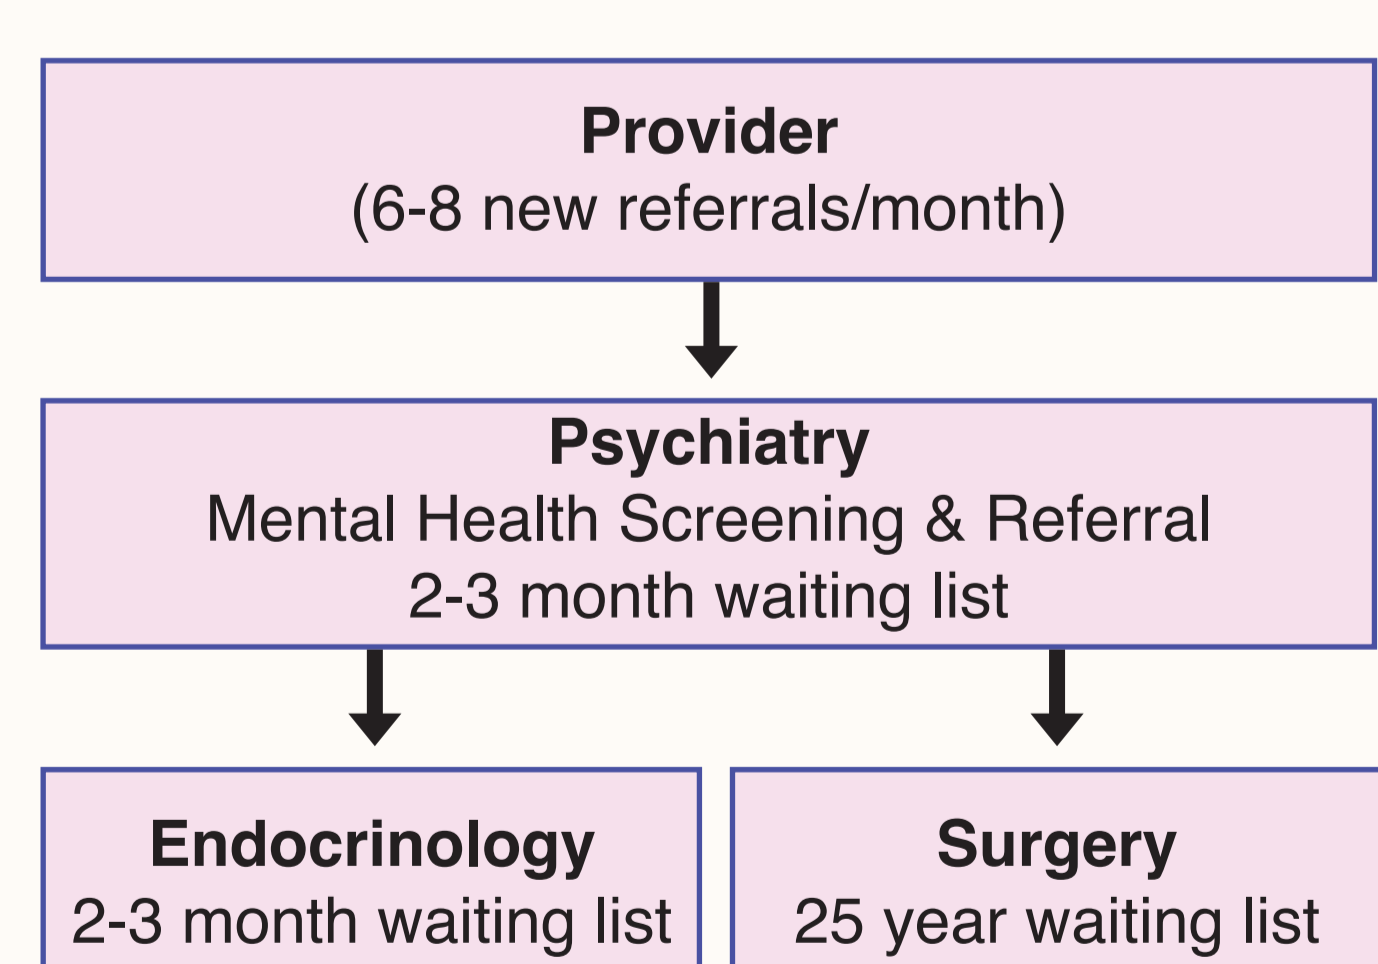 Provider
(6-8 new referrals/month)
Psychiatry
Mental Health Screening & Referral
2-3 month waiting list
Endocrinology
2-3 month waiting list
Surgery
25 year waiting list